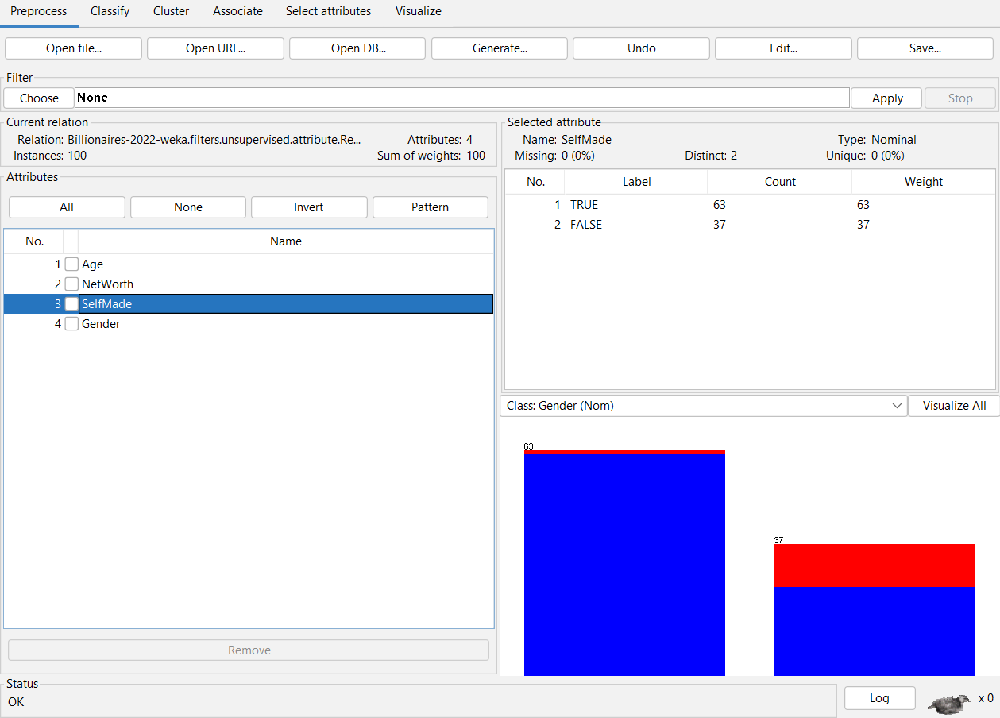 Preprocess Classify Cluster Associate Select attributes Visualize
Open file... Open URL... Open DB... Generate... Undo Edit... Save...
Filter
Choose None Apply Stop
Current relation
Relation: Billionaires-2022-weka.filters.unsupervised.attribute.Re... Attributes: 4
Instances: 100 Sum of weights: 100
Attributes
All None Invert Pattern
No. Name
1 Age
2 NetWorth
3 SelfMade
4 Gender
Remove
Selected attribute
Name: SelfMade Type: Nominal
Missing: 0 (0%) Distinct: 2 Unique: 0 (0%)
No. Label Count Weight
1 TRUE 63 63
2 FALSE 37 37
Class: Gender (Nom) Visualize All
63
37
Status
OK
Log x 0